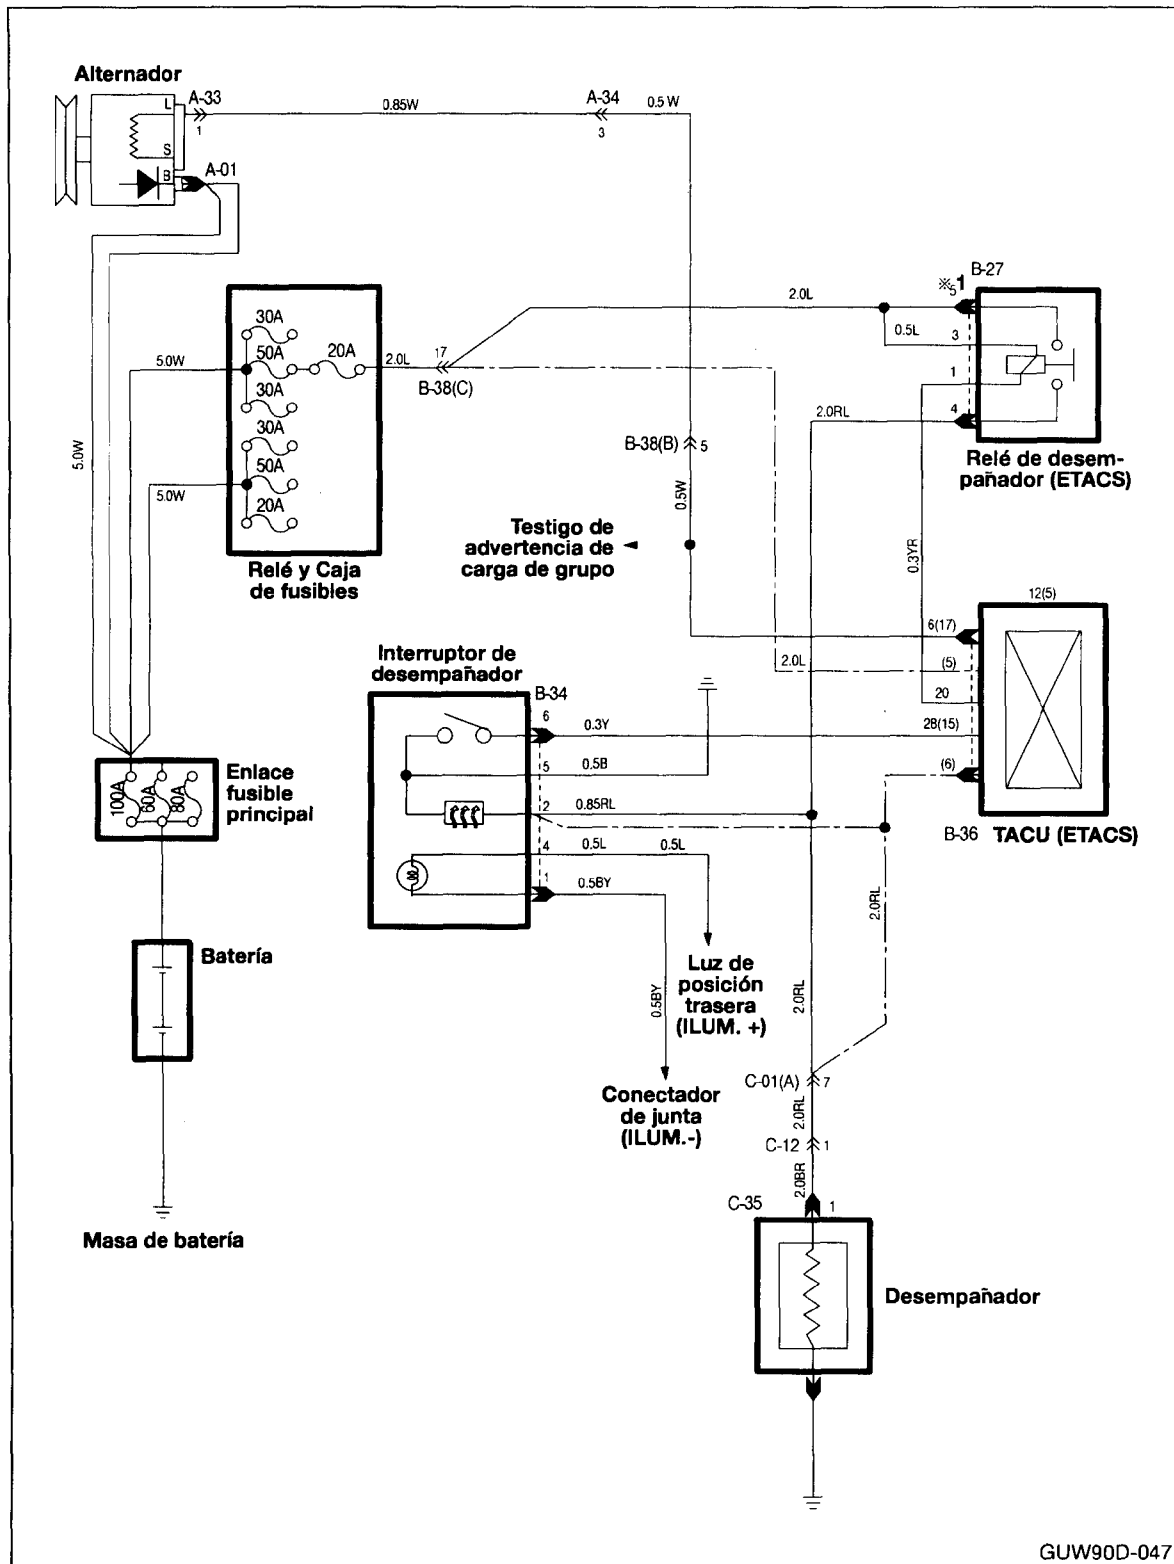 Alternador
L
A-33
1
0.85W
A-34
3
0.5 W
S
B
A-01
30A
50A
20A
30A
30A
50A
20A
5.0W
5.0W
5.0W
2.0L
17
B-38(C)
Relé y Caja
de fusibles
2.0L
B-27
※1
5
0.5L
3
1
2.0RL
4
Relé de desem-
pañador (ETACS)
B-38(B)
5
0.5W
Testigo de
advertencia de
carga de grupo
0.3YR
12(5)
6(17)
2.0L
(5)
20
28(15)
(6)
B-36
TACU (ETACS)
Interruptor de
desempañador
B-34
6
0.3Y
5
0.5B
2
0.85RL
4
0.5L
0.5L
1
0.5BY
Enlace
fusible
principal
100A
60A
80A
Batería
Masa de batería
0.5BY
Luz de
posición
trasera
(ILUM. +)
Conectador
de junta
(ILUM.-)
2.0RL
2.0RL
C-01(A)
7
2.0RL
C-12
1
2.0BR
C-35
1
Desempañador
GUW90D-047